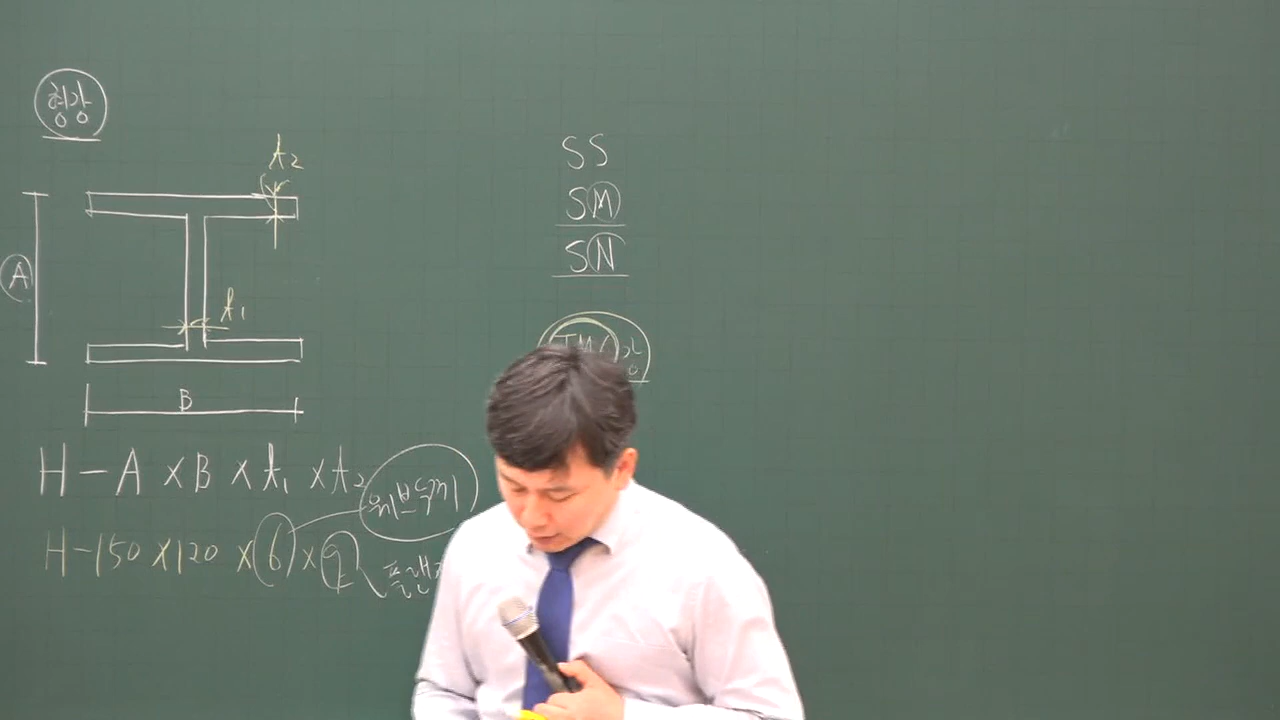 형강
t₂
A
t₁
B
H - A × B × t₁ × t₂
웨브두께
H - 150 × 120 × 6 × 9
플랜지
SS
SM
SN
TMC